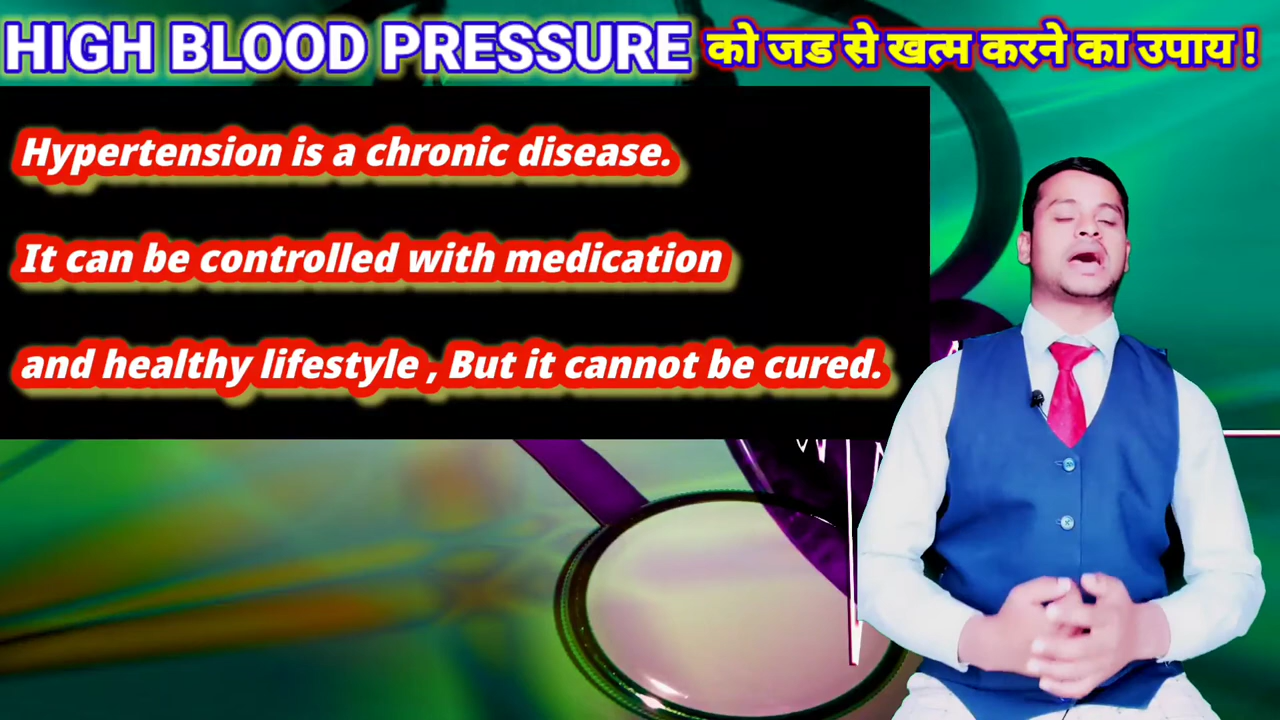 HIGH BLOOD PRESSURE को जड से खत्म करने का उपाय !
Hypertension is a chronic disease.
It can be controlled with medication
and healthy lifestyle , But it cannot be cured.